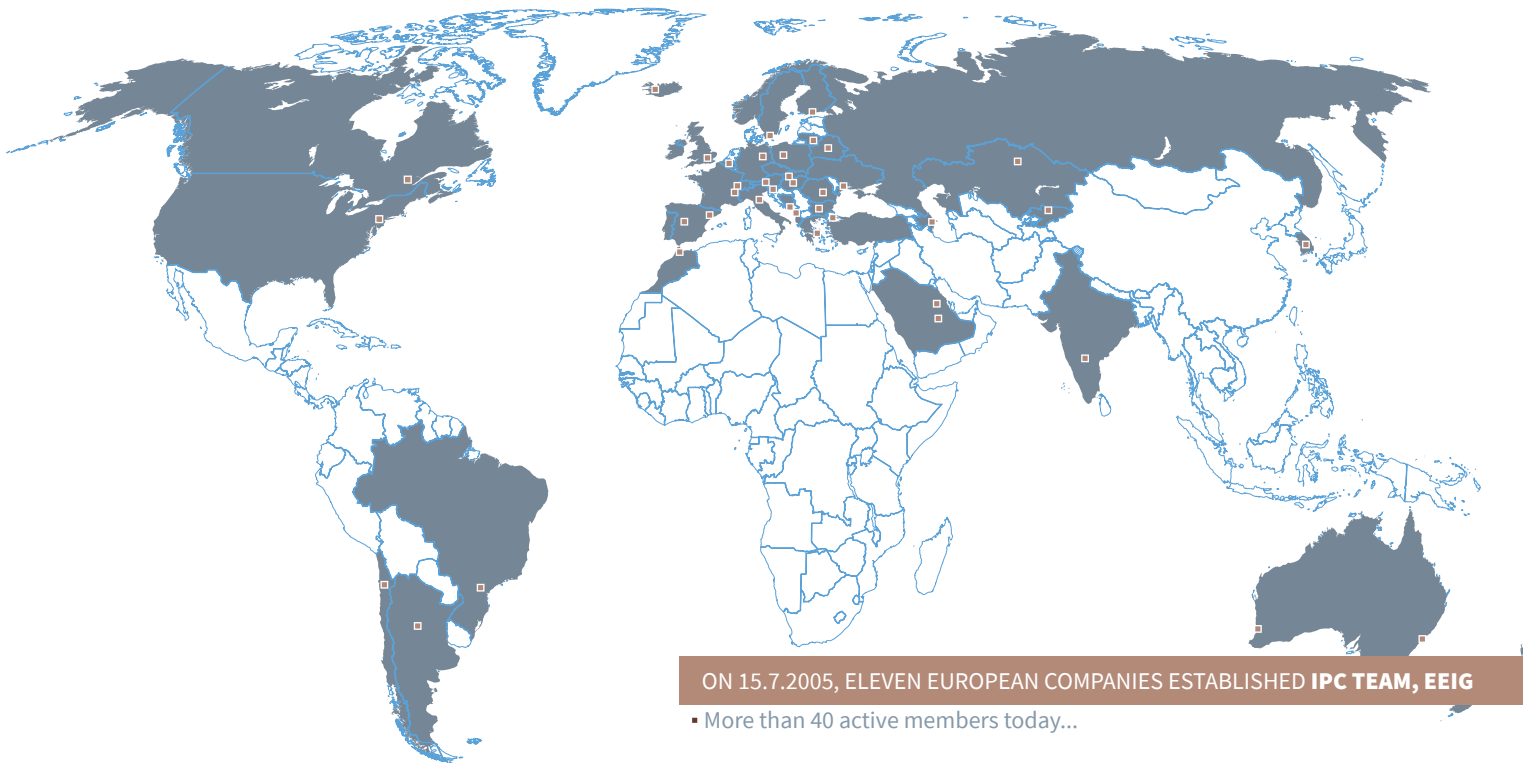 ON 15.7.2005, ELEVEN EUROPEAN COMPANIES ESTABLISHED IPC TEAM, EEIG
▪ More than 40 active members today...